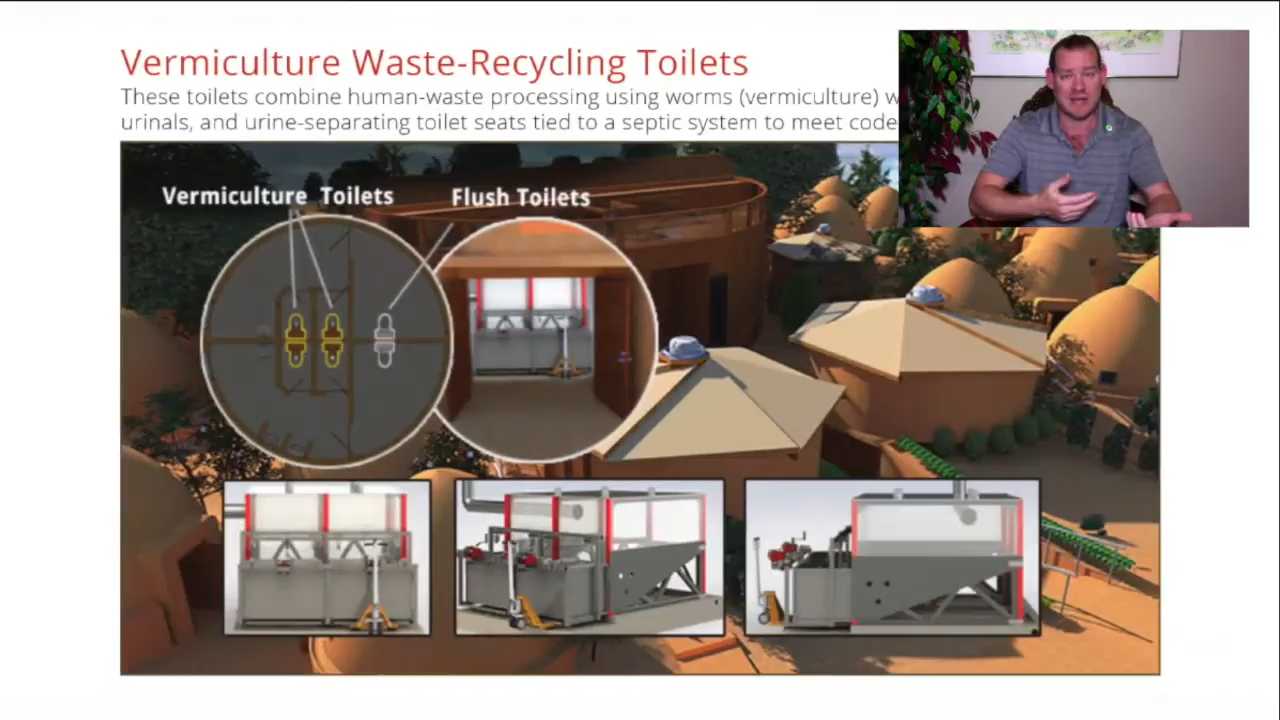 Vermiculture Waste-Recycling Toilets
These toilets combine human-waste processing using worms (vermiculture) w
urinals, and urine-separating toilet seats tied to a septic system to meet code
Vermiculture Toilets
Flush Toilets